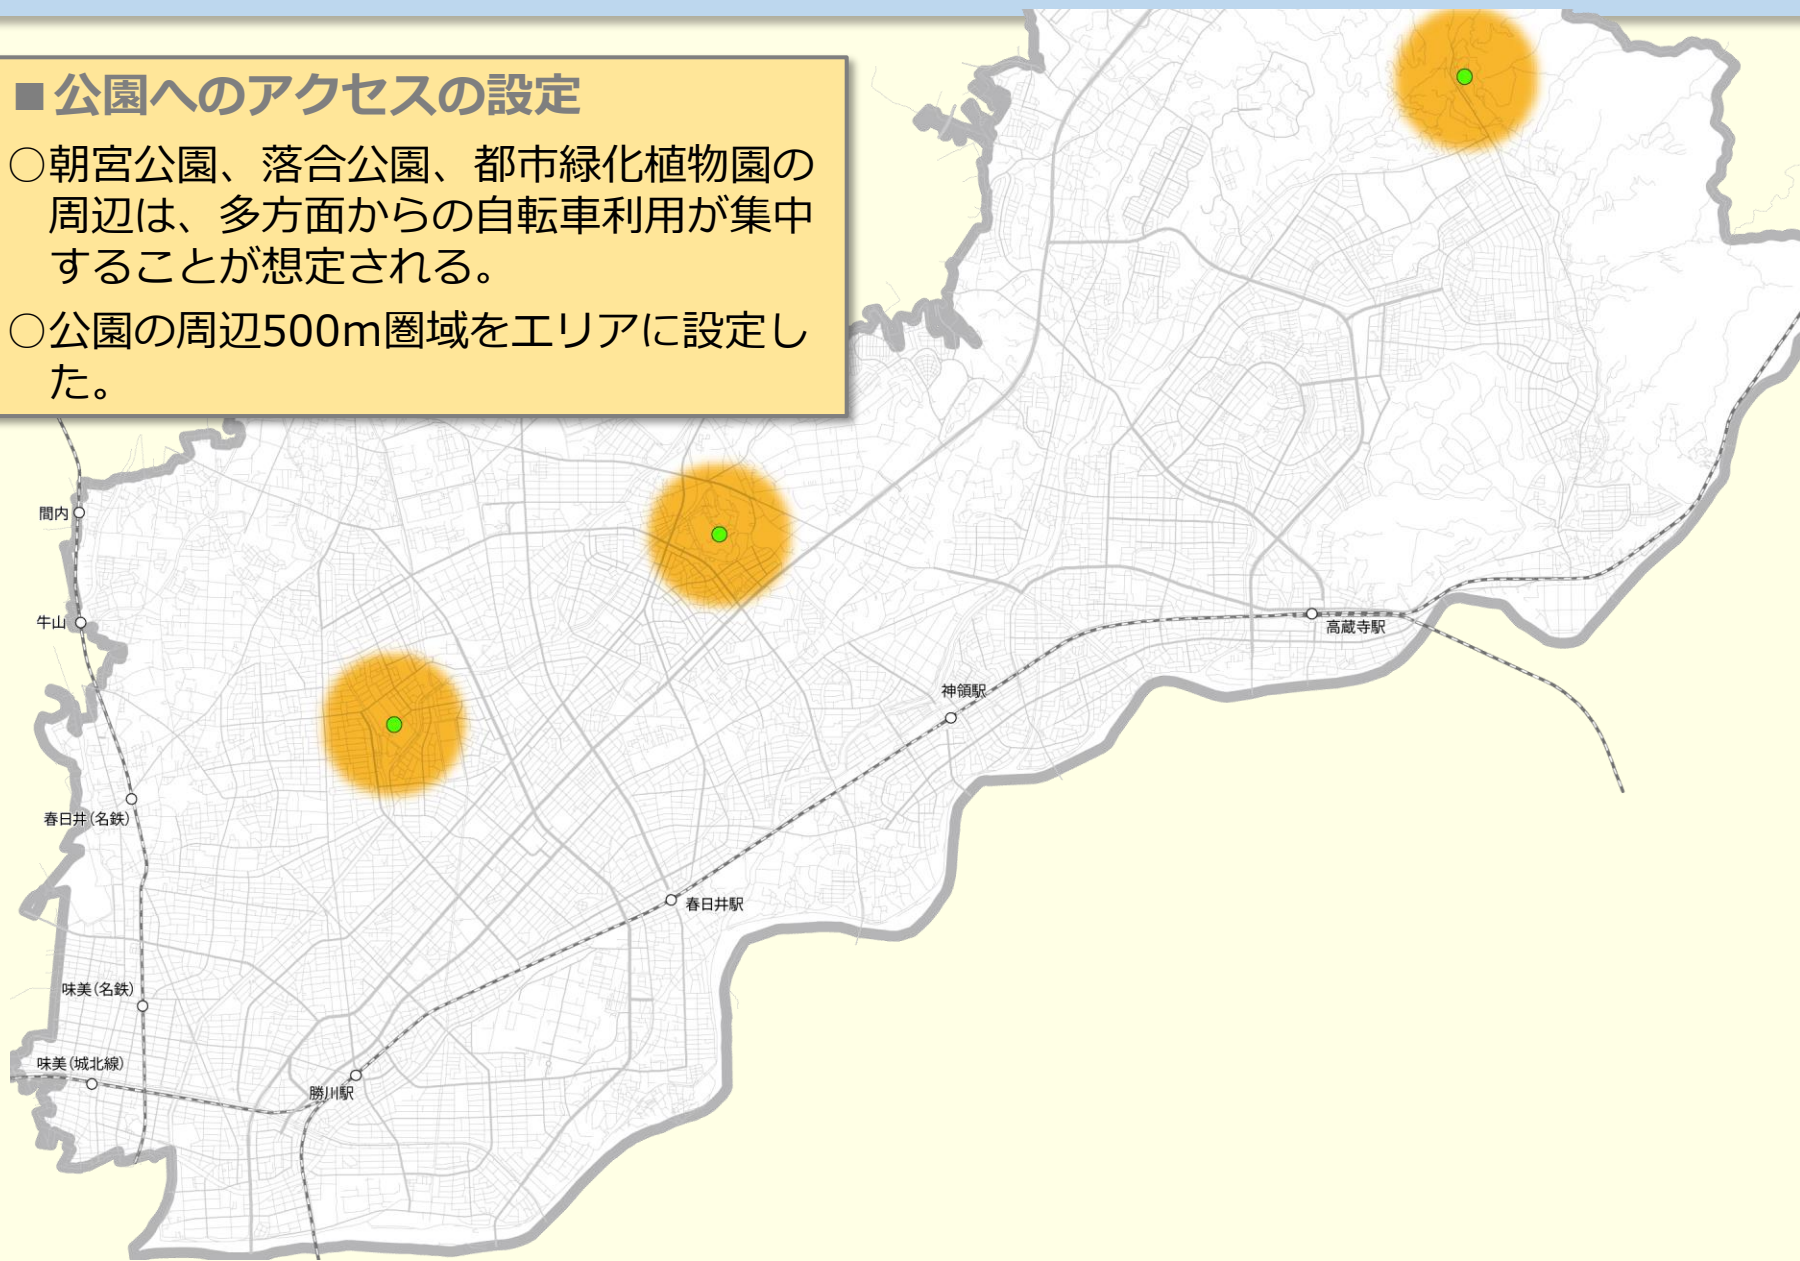 ■公園へのアクセスの設定
○朝宮公園、落合公園、都市緑化植物園の
周辺は、多方面からの自転車利用が集中
することが想定される。
○公園の周辺500m圏域をエリアに設定し
た。
間内
牛山
高蔵寺駅
神領駅
春日井(名鉄)
春日井駅
味美(名鉄)
味美(城北線)
勝川駅